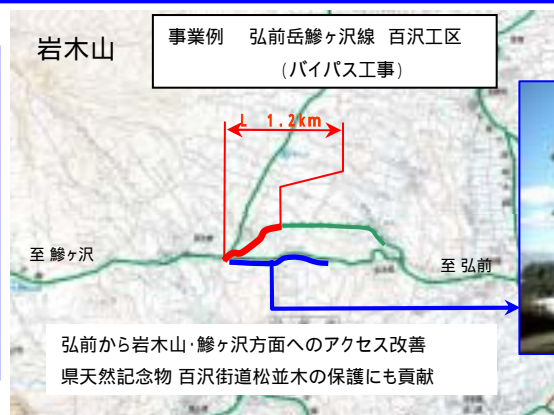 岩木山
事業例 弘前岳鰺ヶ沢線 百沢工区
(バイパス工事)
L 1.2km
至 鰺ヶ沢
至 弘前
弘前から岩木山･鰺ヶ沢方面へのアクセス改善
県天然記念物 百沢街道松並木の保護にも貢献